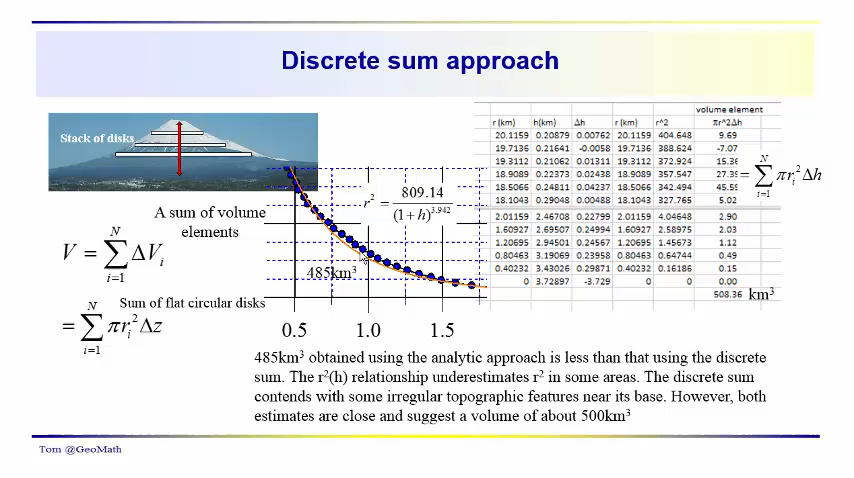 Discrete sum approach
Stack of disks
A sum of volume
elements
V = \sum_{i=1}^{N} ΔV_i
Sum of flat circular disks
= \sum_{i=1}^{N} πr_i^2 Δz
r^2 = 809.14 / (1+h)^{3.942}
485km³
0.5 1.0 1.5
volume element
r (km) h(km) Δh r (km) r^2 πr^2Δh
20.1159 0.20879 0.00762 20.1159 404.648 9.69
19.7136 0.21641 -0.0058 19.7136 388.624 -7.07
19.3112 0.21062 0.01311 19.3112 372.924 15.36
18.9089 0.22373 0.02438 18.9089 357.547 27.39
18.5066 0.24811 0.04237 18.5066 342.494 45.59
18.1043 0.29048 0.00488 18.1043 327.765 5.02
2.01159 2.46708 0.22799 2.01159 4.04648 2.90
1.60927 2.69507 0.24994 1.60927 2.58975 2.03
1.20695 2.94501 0.24567 1.20695 1.45673 1.12
0.80463 3.19069 0.23958 0.80463 0.64744 0.49
0.40232 3.43026 0.29871 0.40232 0.16186 0.15
0 3.72897 -3.729 0 0 0.00
508.36 km³
= \sum_{i=1}^{N} πr_i^2 Δh
485km³ obtained using the analytic approach is less than that using the discrete
sum. The r²(h) relationship underestimates r² in some areas. The discrete sum
contends with some irregular topographic features near its base. However, both
estimates are close and suggest a volume of about 500km³
Tom @GeoMath